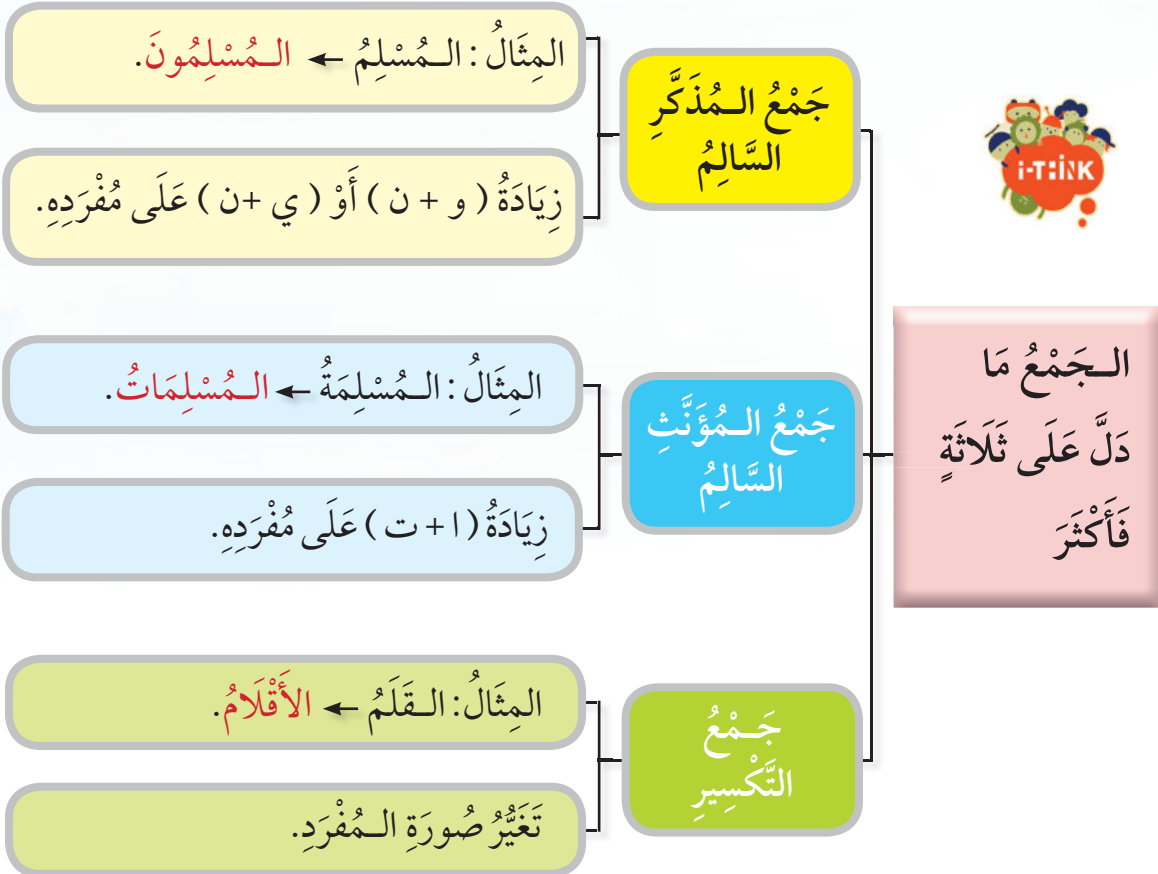 i-THiNK
الـجَمْعُ مَا
دَلَّ عَلَى ثَلَاثَةٍ
فَأَكْثَرَ
جَمْعُ الـمُذَكَّرِ
السَّالِمُ
المِثَالُ : الـمُسْلِمُ ← الـمُسْلِمُونَ.
زِيَادَةُ ( و + ن ) أَوْ ( ي +ن ) عَلَى مُفْرَدِهِ.
جَمْعُ الـمُؤَنَّثِ
السَّالِمُ
المِثَالُ : الـمُسْلِمَةُ ← الـمُسْلِمَاتُ.
زِيَادَةُ ( ا + ت ) عَلَى مُفْرَدِهِ.
جَـمْعُ
التَّكْسِيرِ
المِثَالُ: الـقَلَمُ ← الأَقْلَامُ.
تَغَيُّرُ صُورَةِ الـمُفْرَدِ.